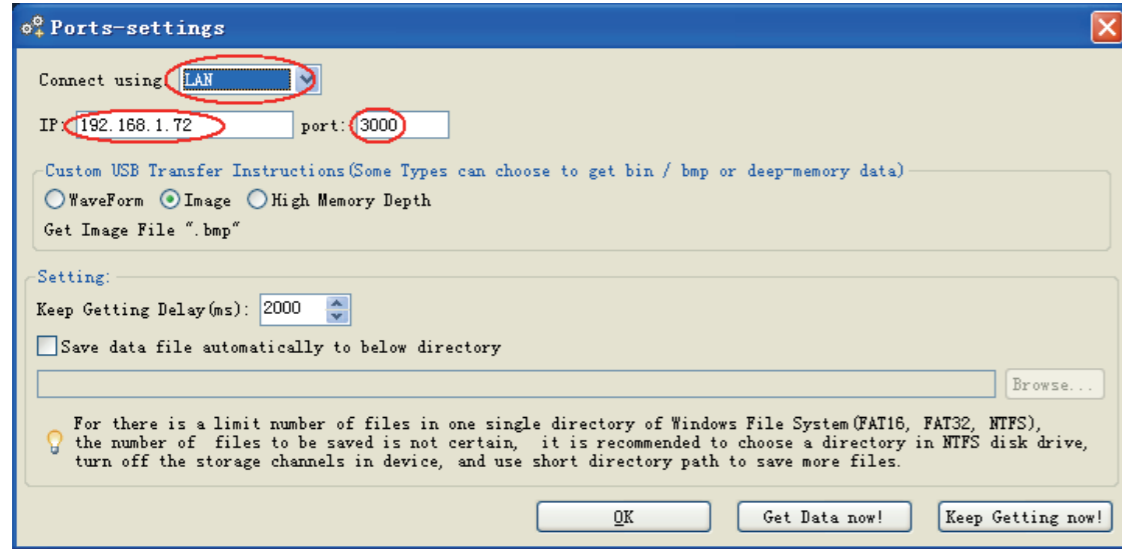 Ports-settings
Connect using: LAN
IP: 192.168.1.72 port: 3000
Custom USB Transfer Instructions(Some Types can choose to get bin / bmp or deep-memory data)
WaveForm Image High Memory Depth
Get Image File ".bmp"
Setting:
Keep Getting Delay(ms): 2000
Save data file automatically to below directory
Browse...
For there is a limit number of files in one single directory of Windows File System(FAT16, FAT32, NTFS),
the number of files to be saved is not certain, it is recommended to choose a directory in NTFS disk drive,
turn off the storage channels in device, and use short directory path to save more files.
OK Get Data now! Keep Getting now!